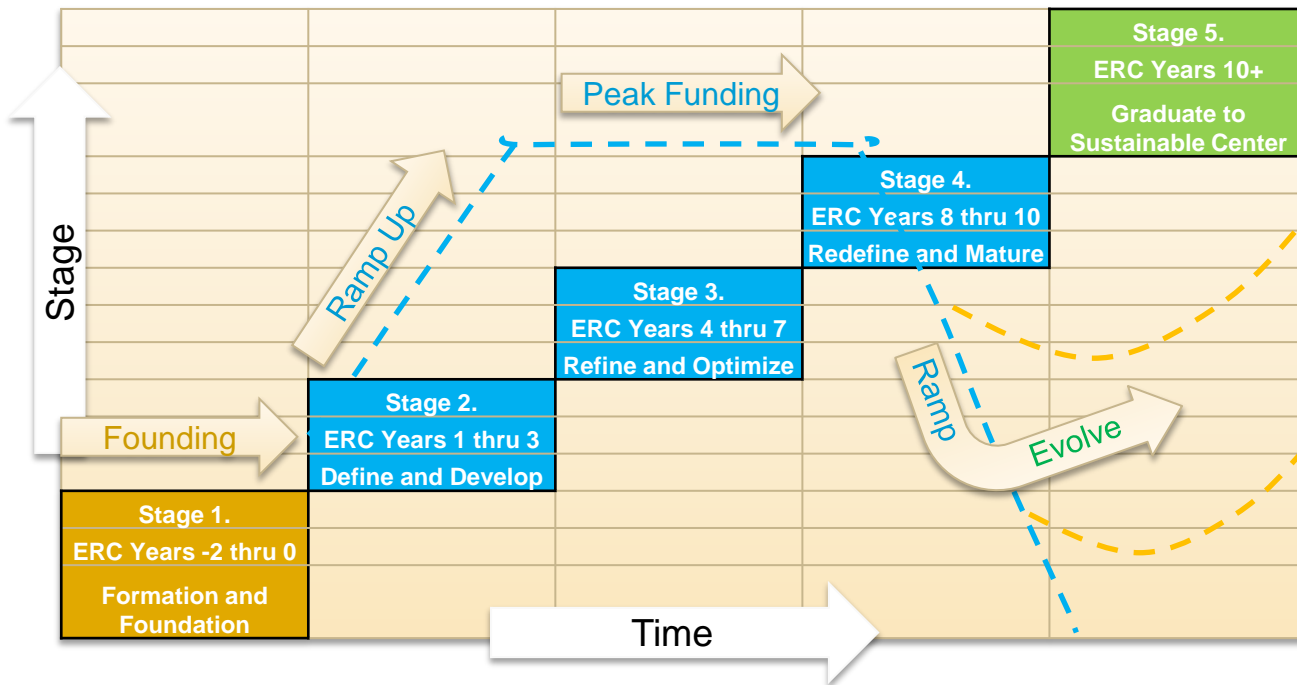 Stage 5.
ERC Years 10+
Graduate to
Sustainable Center
Peak Funding
Stage 4.
ERC Years 8 thru 10
Redefine and Mature
Ramp Up
Stage
Stage 3.
ERC Years 4 thru 7
Refine and Optimize
Ramp
Evolve
Founding
Stage 2.
ERC Years 1 thru 3
Define and Develop
Stage 1.
ERC Years -2 thru 0
Formation and
Foundation
Time